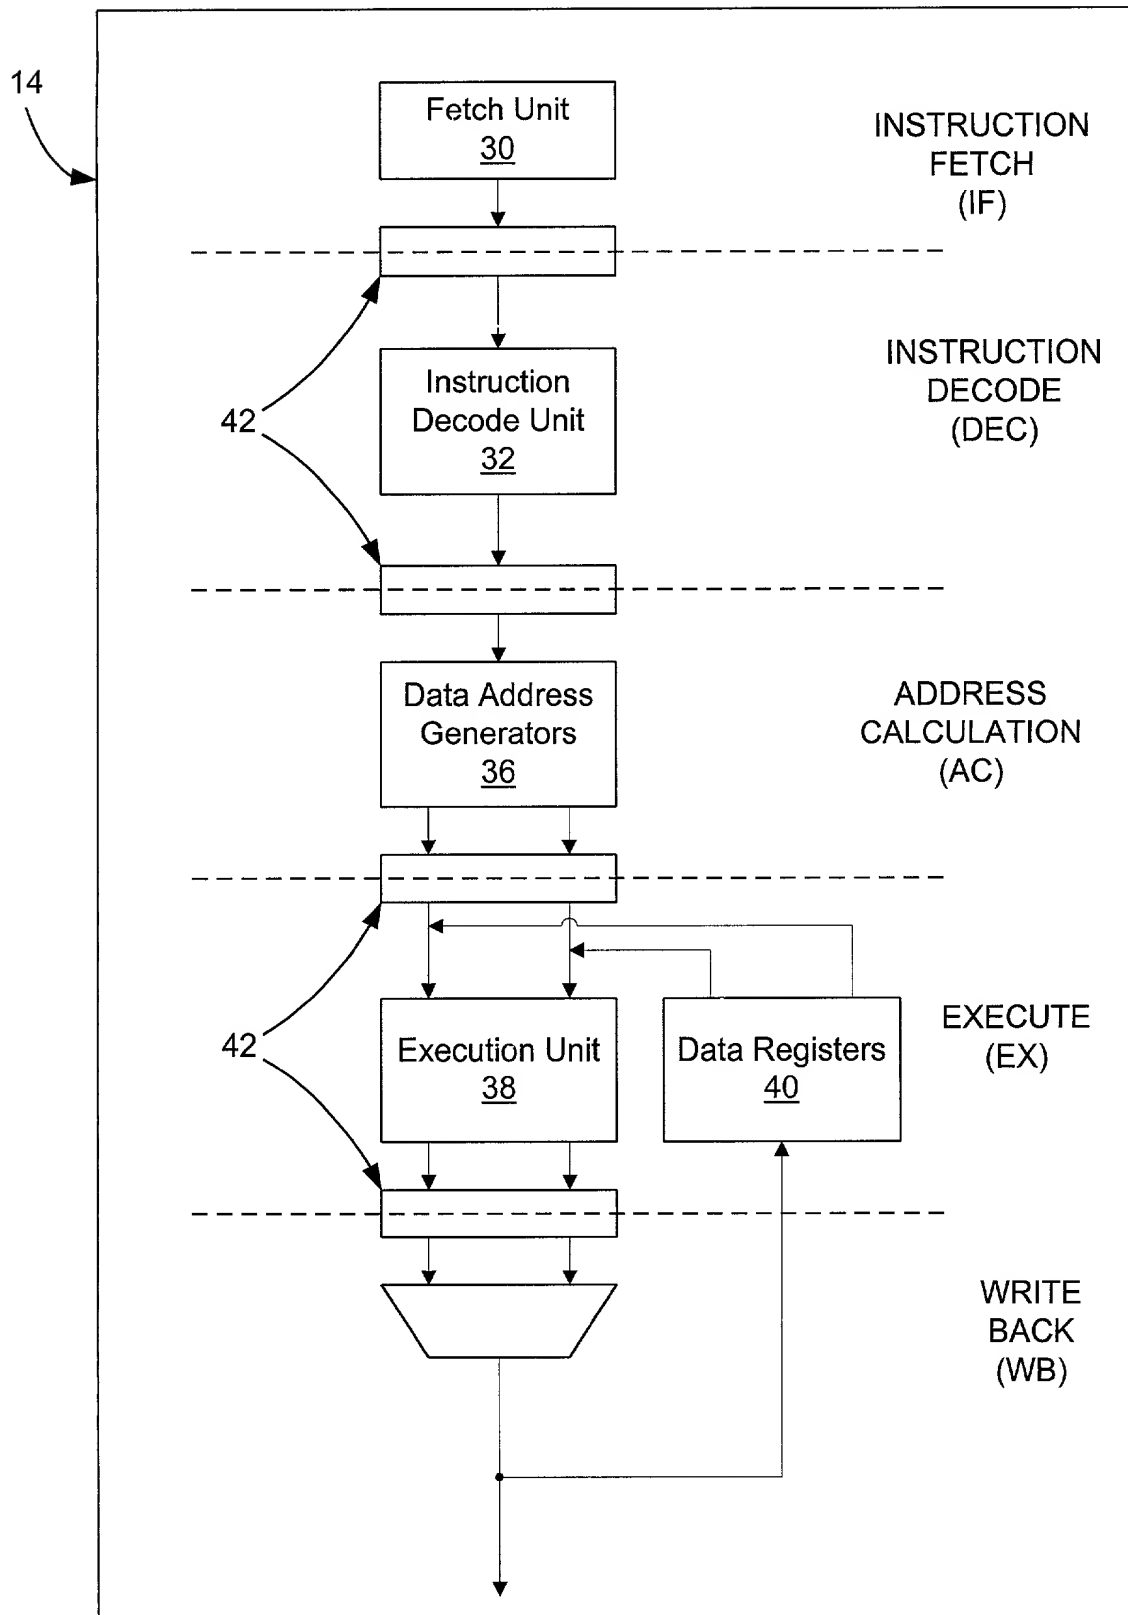 14
Fetch Unit
30
INSTRUCTION
FETCH
(IF)
42
Instruction
Decode Unit
32
INSTRUCTION
DECODE
(DEC)
Data Address
Generators
36
ADDRESS
CALCULATION
(AC)
42
Execution Unit
38
Data Registers
40
EXECUTE
(EX)
WRITE
BACK
(WB)